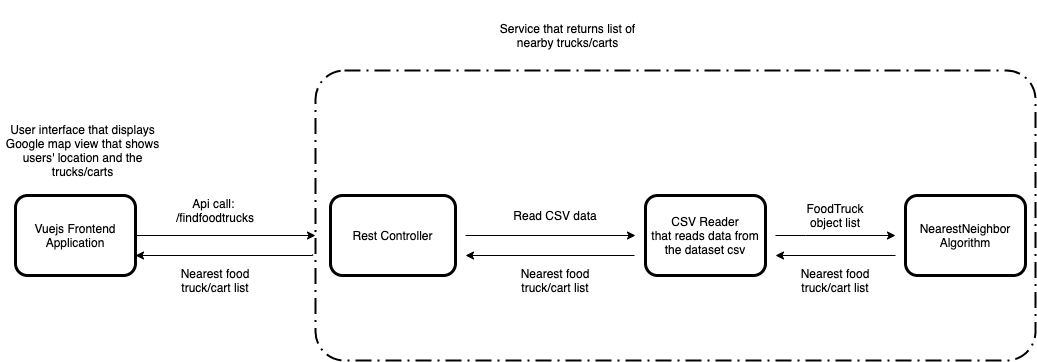 Service that returns list of
nearby trucks/carts
User interface that displays
Google map view that shows
users' location and the
trucks/carts
Vuejs Frontend
Application
Api call:
/findfoodtrucks
Nearest food
truck/cart list
Rest Controller
Read CSV data
Nearest food
truck/cart list
CSV Reader
that reads data from
the dataset csv
FoodTruck
object list
Nearest food
truck/cart list
NearestNeighbor
Algorithm